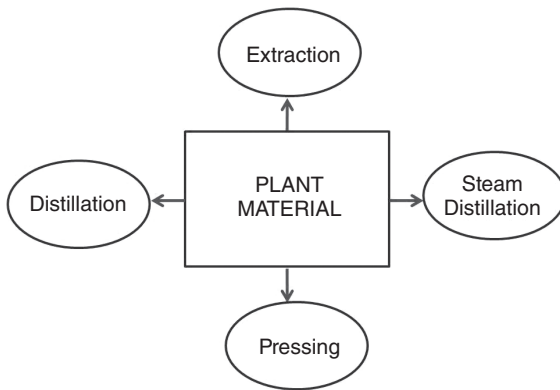 Extraction
Distillation
PLANT
MATERIAL
Steam
Distillation
Pressing